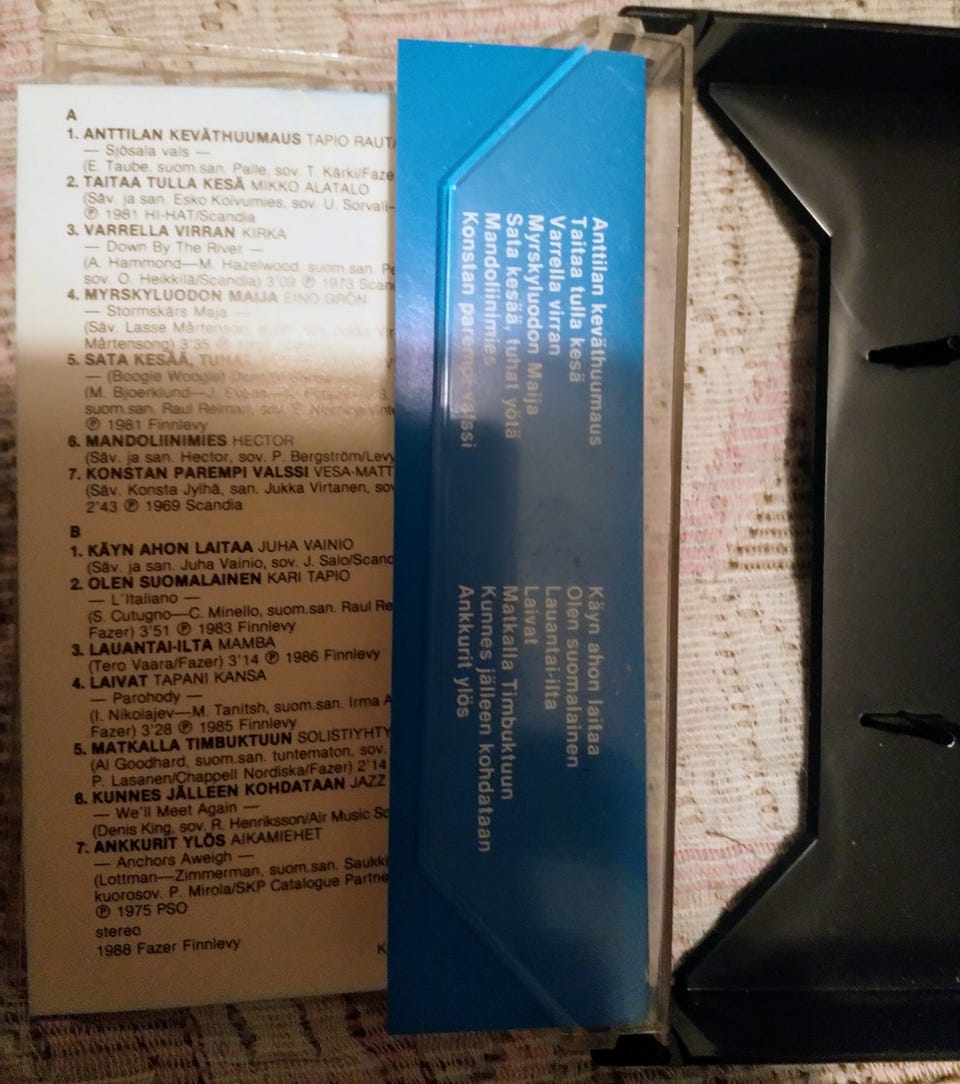 A
1. ANTTILAN KEVÄTHUUMAUS TAPIO RAUTA
— Sjösala vals —
(E. Taube, suom.san. Palle, sov. T. Kärki/Faze
2. TAITAA TULLA KESÄ MIKKO ALATALO
(Säv. ja san. Esko Koivumies, sov. U. Sorvali—
℗ 1981 HI-HAT/Scandia
3. VARRELLA VIRRAN KIRKA
— Down By The River —
(A. Hammond—M. Hazelwood, suom.san. Pe
sov. O. Heikkilä/Scandia) 3'09 ℗ 1973 Scan
4. MYRSKYLUODON MAIJA EINO GRÖN
— Stormskärs Maja —
(Säv. Lasse Mårtenson,
Mårtensong) 3'35 ℗
5. SATA KESÄÄ, TUHA
— (Boogie Woogie)
(M. Bjoerklund—J.
suom.san. Raul Reiman, sov.
℗ 1981 Finnlevy
6. MANDOLIINIMIES HECTOR
(Säv. ja san. Hector, sov. P. Bergström/Levy
7. KONSTAN PAREMPI VALSSI VESA-MATT
(Säv. Konsta Jylhä, san. Jukka Virtanen, sov
2'43 ℗ 1969 Scandia
B
1. KÄYN AHON LAITAA JUHA VAINIO
(Säv. ja san. Juha Vainio, sov. J. Salo/Scand
2. OLEN SUOMALAINEN KARI TAPIO
— L'Italiano —
(S. Cutugno—C. Minello, suom.san. Raul Re
Fazer) 3'51 ℗ 1983 Finnlevy
3. LAUANTAI-ILTA MAMBA
(Tero Vaara/Fazer) 3'14 ℗ 1986 Finnlevy
4. LAIVAT TAPANI KANSA
— Parohody —
(I. Nikolajev—M. Tanitsh, suom.san. Irma A
Fazer) 3'28 ℗ 1985 Finnlevy
5. MATKALLA TIMBUKTUUN SOLISTIYHTY
(Al Goodhard, suom.san. tuntematon, sov.
P. Lasanen/Chappell Nordiska/Fazer) 2'14
6. KUNNES JÄLLEEN KOHDATAAN JAZZ
— We'll Meet Again —
(Denis King, sov. R. Henriksson/Air Music Sc
7. ANKKURIT YLÖS AIKAMIEHET
— Anchors Aweigh —
(Lottman—Zimmerman, suom.san. Saukki
kuorosov. P. Mirola/SKP Catalogue Partne
℗ 1975 PSO
stereo
1988 Fazer Finnlevy
K
Anttilan keväthuumaus
Taitaa tulla kesä
Varrella virran
Myrskyluodon Maija
Sata kesää, tuhat yötä
Mandoliinimies
Konstan parempi valssi
Käyn ahon laitaa
Olen suomalainen
Lauantai-ilta
Laivat
Matkalla Timbuktuun
Kunnes jälleen kohdataan
Ankkurit ylös